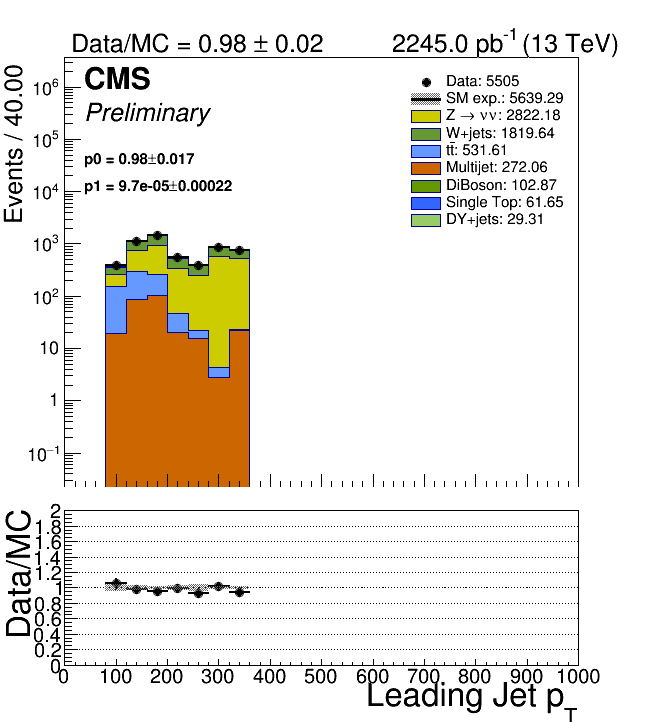 Data/MC = 0.98 ± 0.02
2245.0 pb⁻¹ (13 TeV)
Events / 40.00
CMS
Preliminary
p0 = 0.98±0.017
p1 = 9.7e-05±0.00022
Data: 5505
SM exp.: 5639.29
Z → νν: 2822.18
W+jets: 1819.64
tt̄: 531.61
Multijet: 272.06
DiBoson: 102.87
Single Top: 61.65
DY+jets: 29.31
10⁶
10⁵
10⁴
10³
10²
10
1
10⁻¹
Data/MC
2
1.8
1.6
1.4
1.2
1
0.8
0.6
0.4
0.2
0
0 100 200 300 400 500 600 700 800 900 1000
Leading Jet p_T